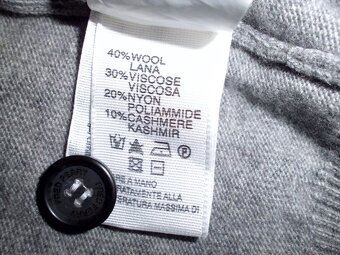 40% WOOL
LANA
30% VISCOSE
VISCOSA
20% NYON
POLIAMMIDE
10% CASHMERE
KASHMIR
A MANO
ALLA
MASSIMA DI